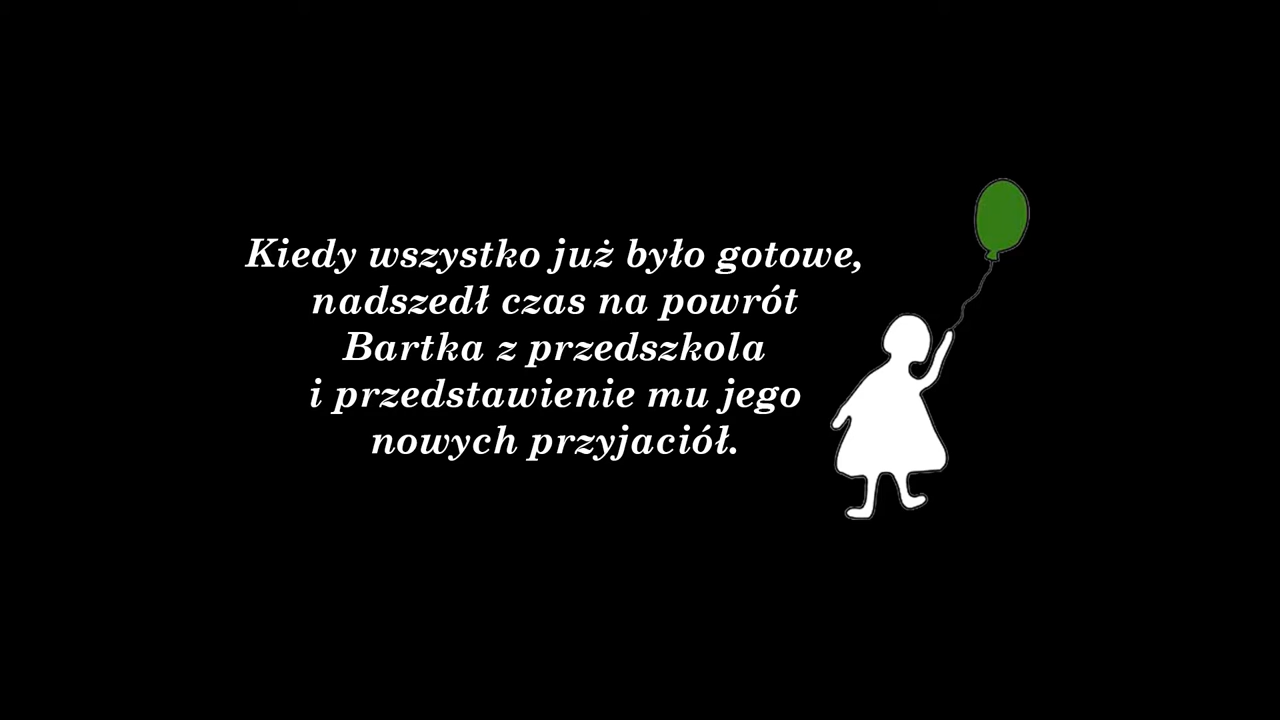 Kiedy wszystko już było gotowe,
nadszedł czas na powrót
Bartka z przedszkola
i przedstawienie mu jego
nowych przyjaciół.